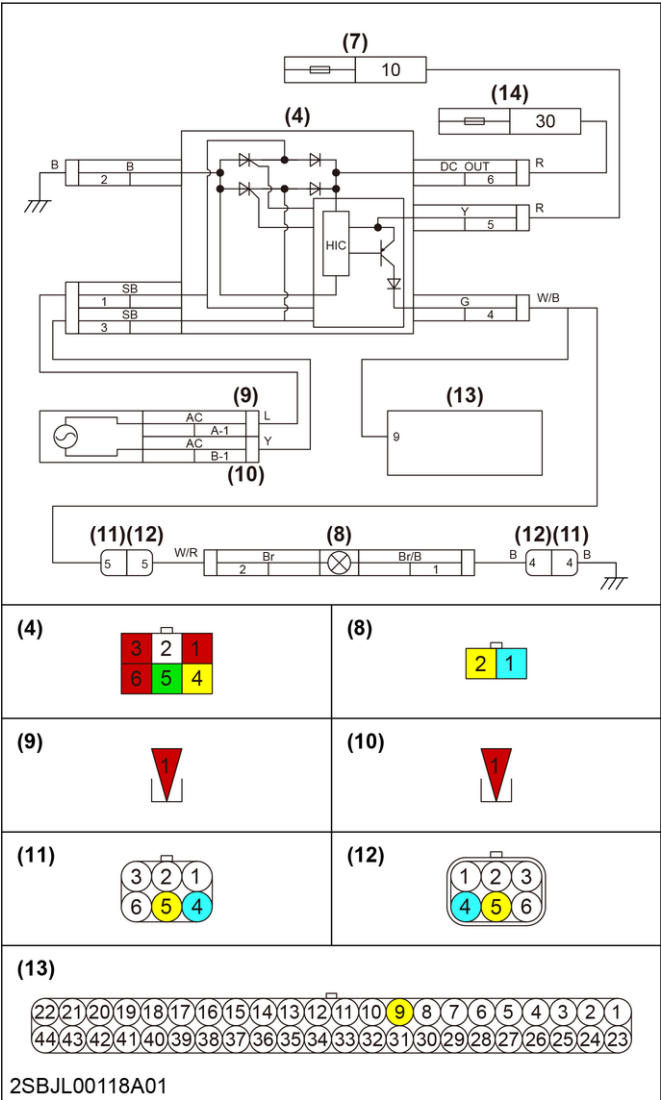 (7)
10
(14)
30
(4)
B
B
2
DC OUT
6
R
Y
5
R
HIC
SB
1
SB
3
G
4
W/B
(9)
AC
L
A-1
AC
Y
B-1
(10)
(13)
9
(11)(12)
5 5
W/R
Br
2
(8)
Br/B
1
B
(12)(11)
4 4
B
(4)
3 2 1
6 5 4
(8)
2 1
(9)
1
(10)
1
(11)
3 2 1
6 5 4
(12)
1 2 3
4 5 6
(13)
22 21 20 19 18 17 16 15 14 13 12 11 10 9 8 7 6 5 4 3 2 1
44 43 42 41 40 39 38 37 36 35 34 33 32 31 30 29 28 27 26 25 24 23
2SBJL00118A01